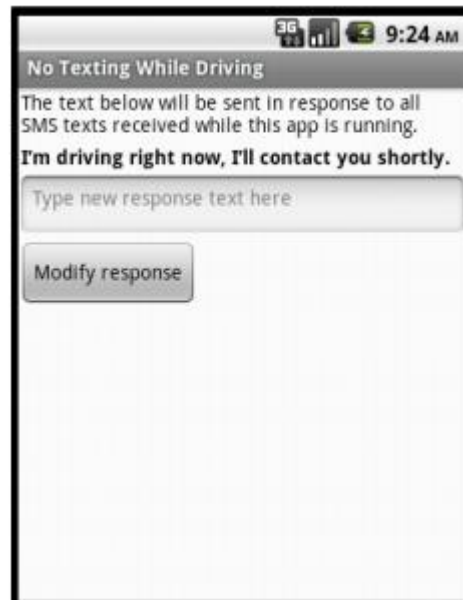 3G 9:24 AM
No Texting While Driving
The text below will be sent in response to all
SMS texts received while this app is running.
I'm driving right now, I'll contact you shortly.
Type new response text here
Modify response